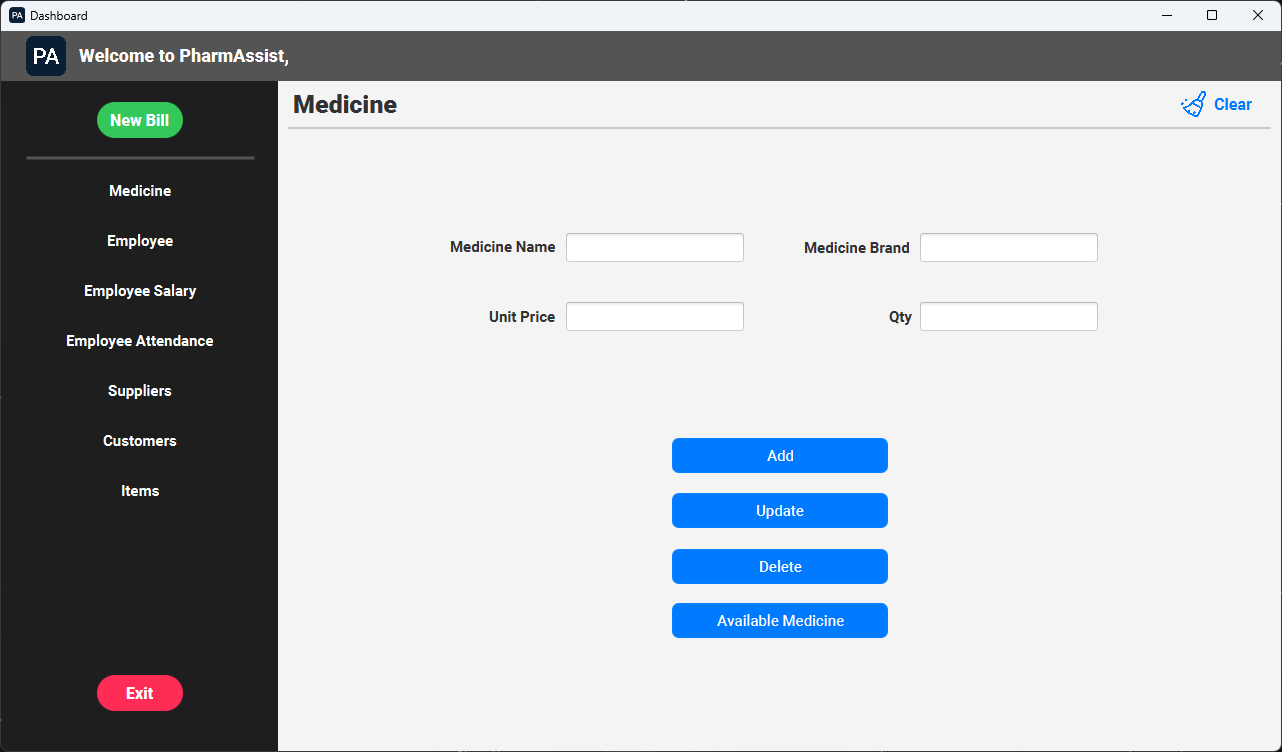 PA Dashboard
PA Welcome to PharmAssist,
New Bill
Medicine
Employee
Employee Salary
Employee Attendance
Suppliers
Customers
Items
Exit
Medicine
Clear
Medicine Name
Medicine Brand
Unit Price
Qty
Add
Update
Delete
Available Medicine